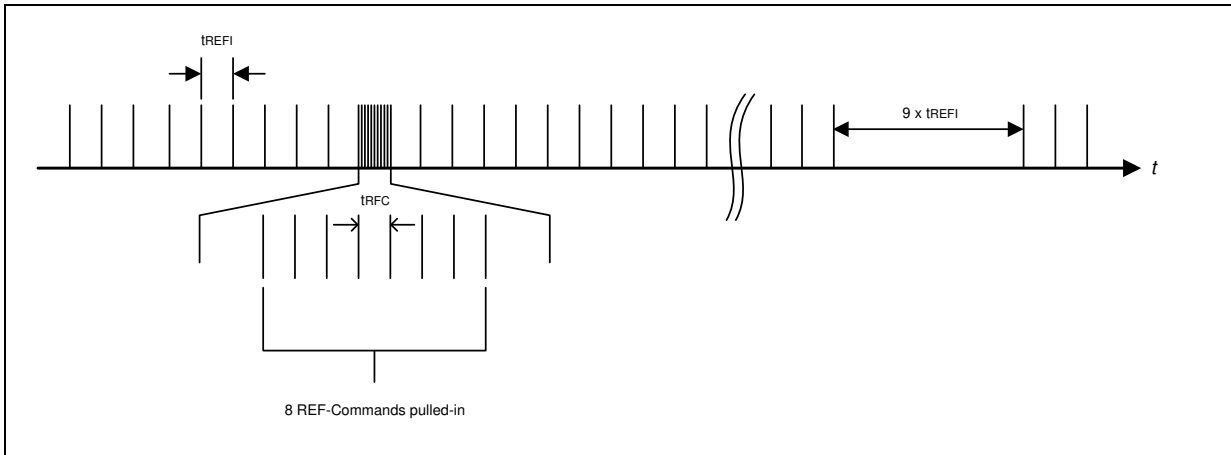 tREFI
9 x tREFI
t
tRFC
8 REF-Commands pulled-in